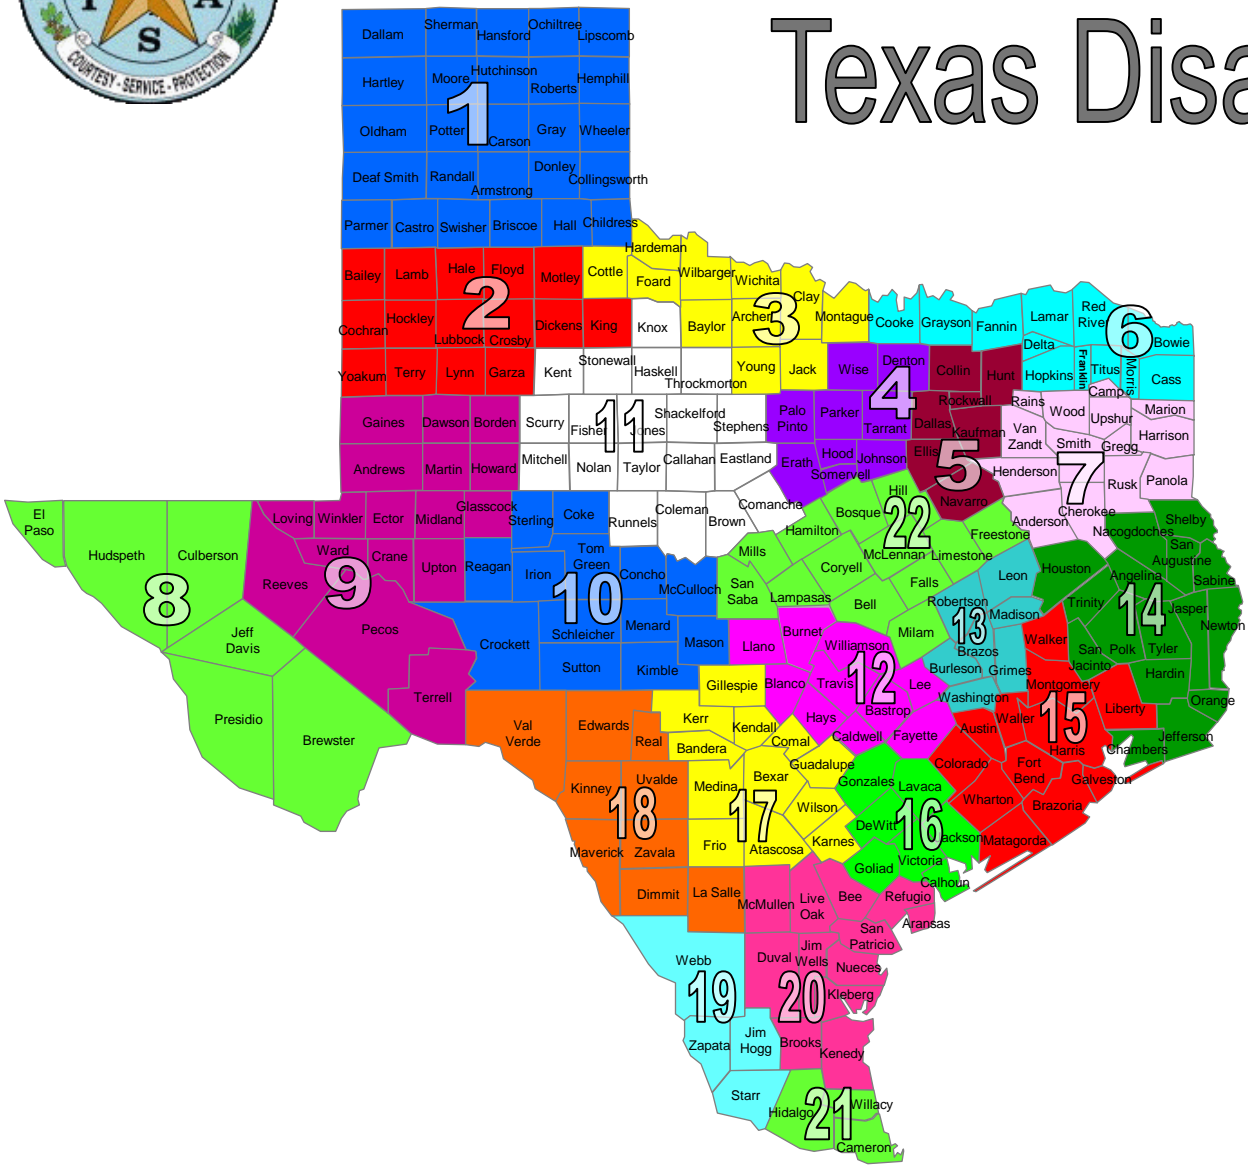 S A
COURTESY - SERVICE - PROTECTION
Texas Disa
Dallam Sherman Hansford Ochiltree Lipscomb
Hartley Moore Hutchinson Roberts Hemphill
1
Oldham Potter Carson Gray Wheeler
Deaf Smith Randall Armstrong Donley Collingsworth
Parmer Castro Swisher Briscoe Hall Childress
Hardeman
Bailey Lamb Hale Floyd Motley Cottle Foard Wilbarger Wichita Clay
2 3
Cochran Hockley Lubbock Crosby Dickens King Knox Baylor Archer Montague Cooke Grayson Fannin Lamar Red
River 6 Bowie
Yoakum Terry Lynn Garza Kent Stonewall Haskell Throckmorton Young Jack Wise Denton Collin Hunt Delta Hopkins Franklin Titus Morris Cass
4
Camp
Gaines Dawson Borden Scurry Fisher Jones Shackelford Stephens Palo
Pinto Parker Tarrant Dallas Rockwall Kaufman Rains Wood Upshur Marion
11
Van
Zandt Smith Gregg Harrison
Andrews Martin Howard Mitchell Nolan Taylor Callahan Eastland Erath Hood Somervell Johnson Ellis Henderson Rusk Panola
5 7
Navarro Anderson Cherokee
El
Paso Hudspeth Culberson Loving Winkler Ector Midland Glasscock Sterling Coke Runnels Coleman Brown Comanche Hamilton Bosque Hill Freestone Nacogdoches Shelby
22
Ward Crane Upton Reagan Irion Tom
Green Concho McCulloch Mills San
Saba Lampasas Coryell McLennan Limestone Leon Houston Angelina San
Augustine Sabine
8 Reeves 9 10 Bell Falls Robertson Madison Trinity 14 Jasper Newton
Jeff
Davis Pecos Crockett Schleicher Menard Mason Llano Burnet Williamson Milam 13 Brazos Walker San
Jacinto Polk Tyler
Sutton Kimble Gillespie Blanco Travis 12 Lee Burleson Grimes Montgomery Hardin
Presidio Brewster Terrell Val
Verde Edwards Real Kerr Kendall Hays Bastrop Washington Waller 15 Liberty Orange
Bandera Comal Caldwell Fayette Austin Harris Chambers Jefferson
Kinney Uvalde Medina Bexar Guadalupe Gonzales Lavaca Colorado Fort
Bend Galveston
18 17 Wilson 16 Wharton Brazoria
Maverick Zavala Frio Atascosa Karnes DeWitt Jackson Matagorda
Dimmit La Salle McMullen Live
Oak Bee Goliad Victoria Calhoun
Refugio Aransas
San
Patricio
Webb Duval Jim
Wells Nueces
19 20 Kleberg
Zapata Jim
Hogg Brooks Kenedy
Starr Hidalgo 21 Willacy
Cameron